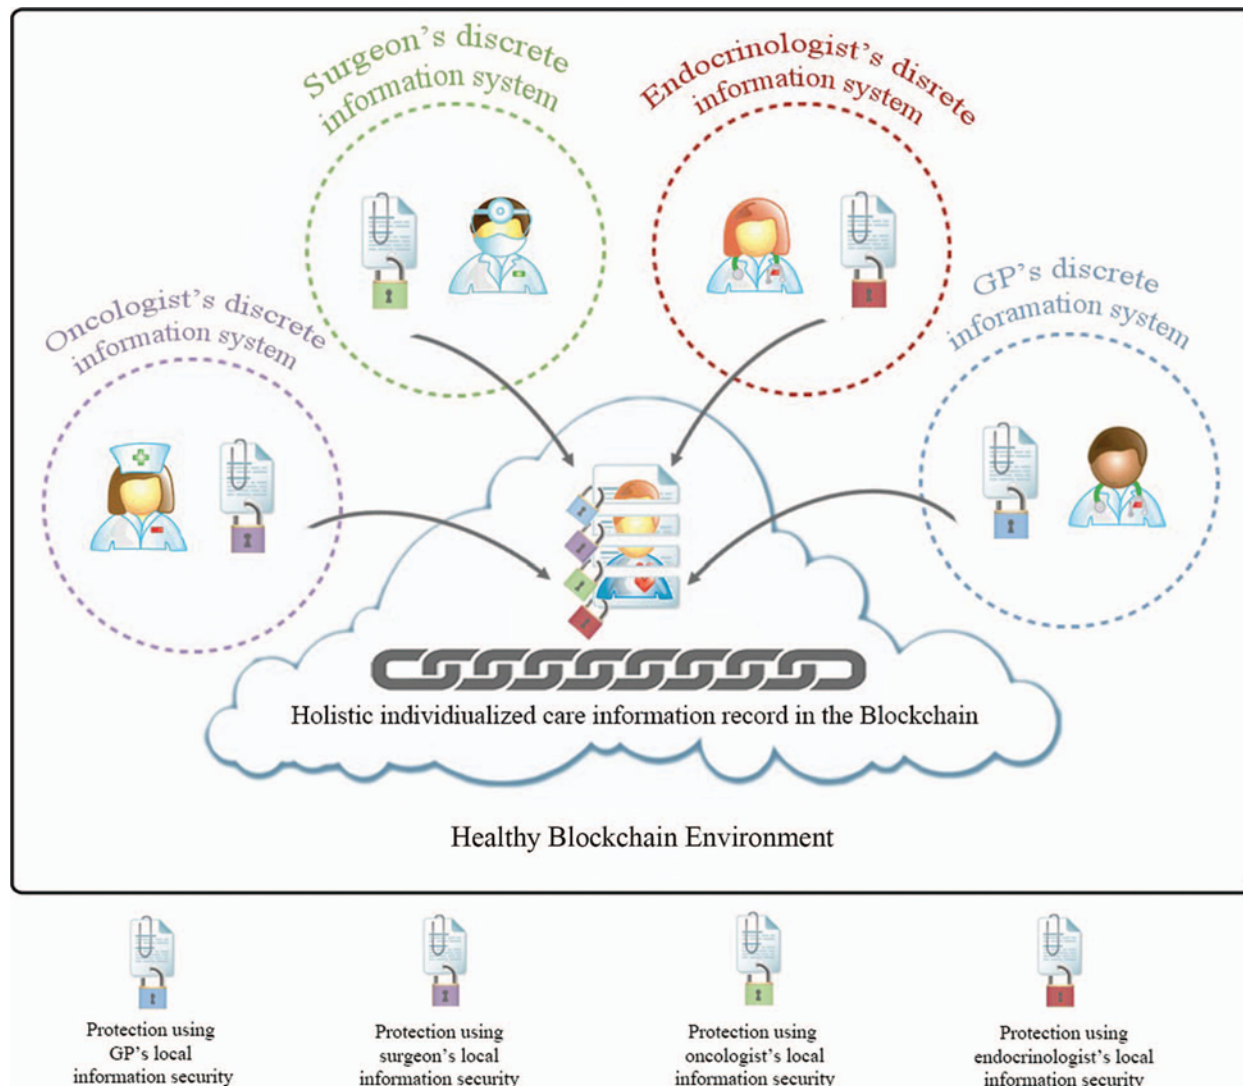 Surgeon's discrete
information system
Endocrinologist's disrete
information system
Oncologist's discrete
information system
GP's discrete
inforamation system
Holistic individiualized care information record in the Blockchain
Healthy Blockchain Environment
Protection using
GP's local
information security
Protection using
surgeon's local
information security
Protection using
oncologist's local
information security
Protection using
endocrinologist's local
information security